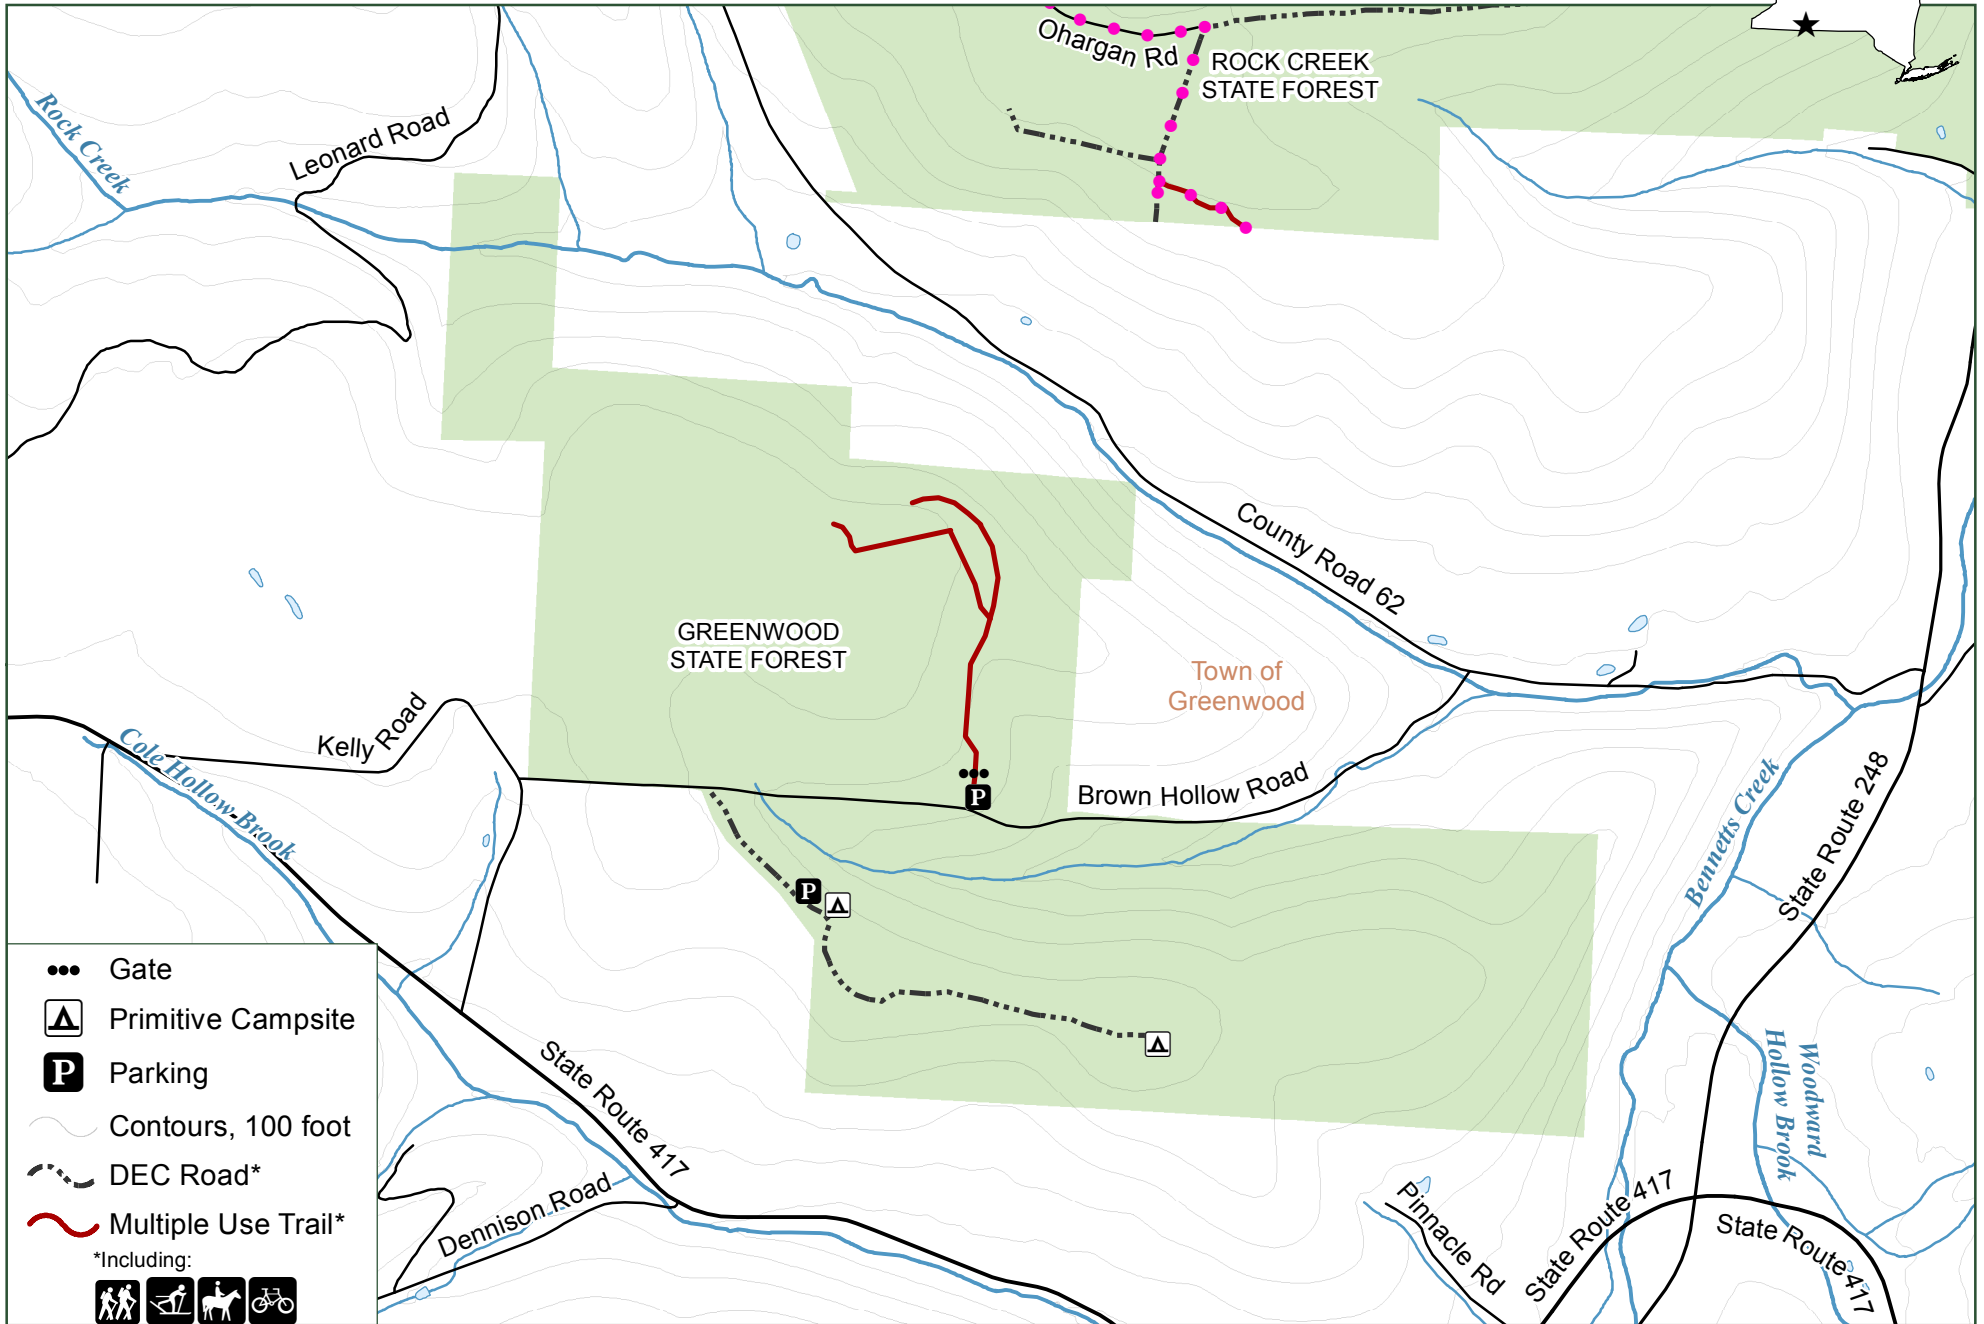 Ohargan Rd
ROCK CREEK
STATE FOREST
Rock Creek
Leonard Road
County Road 62
GREENWOOD
STATE FOREST
Town of
Greenwood
Kelly Road
Cole Hollow Brook
P
Brown Hollow Road
Bennetts Creek
State Route 248
P
Gate
Primitive Campsite
P Parking
Contours, 100 foot
DEC Road*
Multiple Use Trail*
*Including:
State Route 417
Dennison Road
Woodward
Hollow Brook
Pinnacle Rd
State Route 417
State Route 417